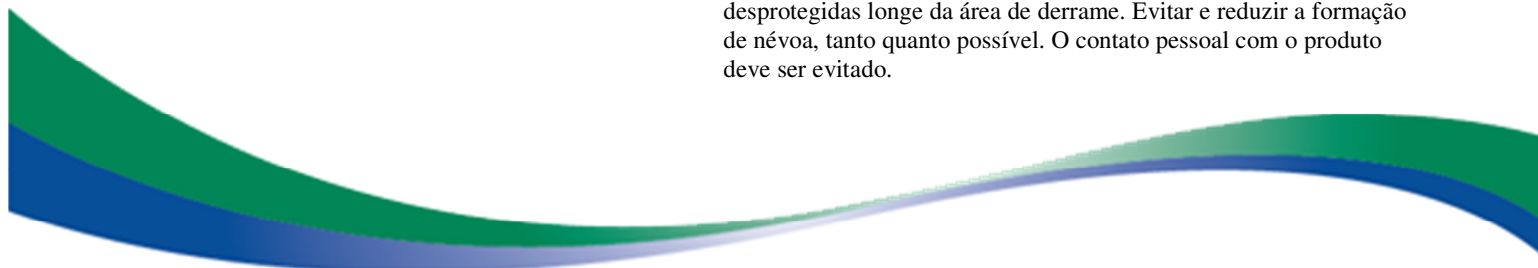 desprotegidas longe da área de derrame. Evitar e reduzir a formação
de névoa, tanto quanto possível. O contato pessoal com o produto
deve ser evitado.